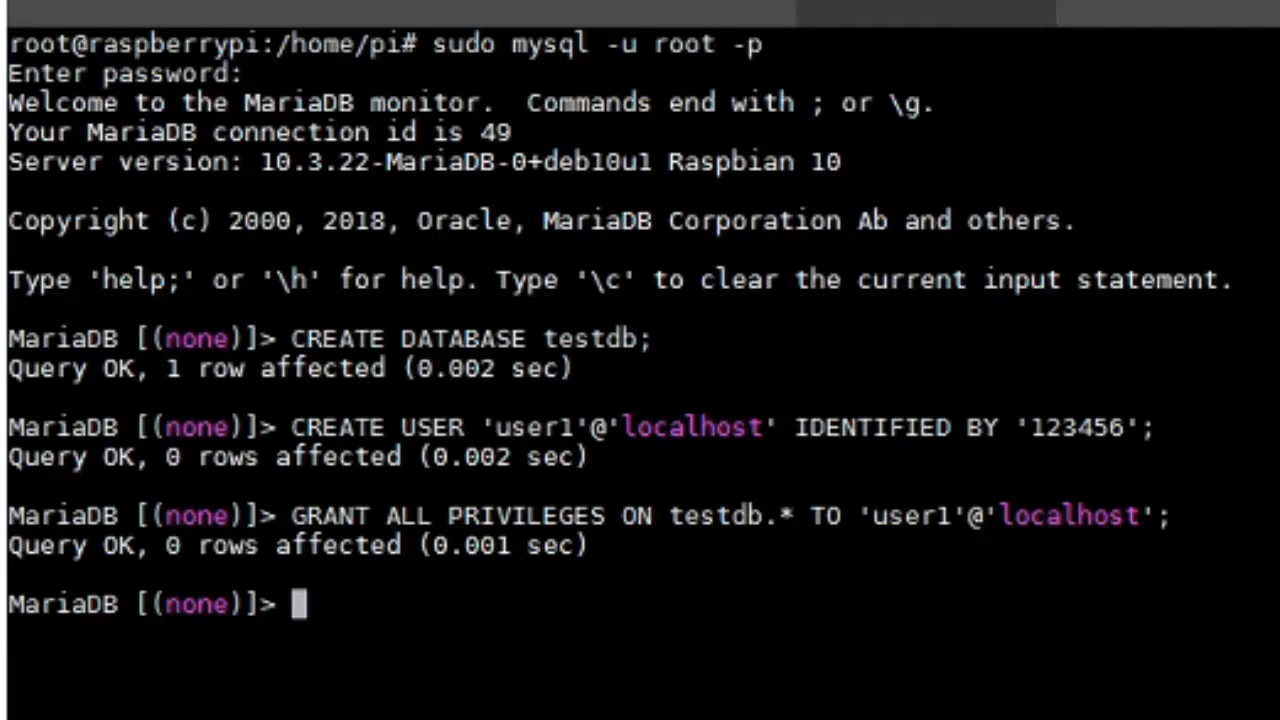 root@raspberrypi:/home/pi# sudo mysql -u root -p
Enter password:
Welcome to the MariaDB monitor.  Commands end with ; or \g.
Your MariaDB connection id is 49
Server version: 10.3.22-MariaDB-0+deb10u1 Raspbian 10
Copyright (c) 2000, 2018, Oracle, MariaDB Corporation Ab and others.
Type 'help;' or '\h' for help. Type '\c' to clear the current input statement.
MariaDB [(none)]> CREATE DATABASE testdb;
Query OK, 1 row affected (0.002 sec)
MariaDB [(none)]> CREATE USER 'user1'@'localhost' IDENTIFIED BY '123456';
Query OK, 0 rows affected (0.002 sec)
MariaDB [(none)]> GRANT ALL PRIVILEGES ON testdb.* TO 'user1'@'localhost';
Query OK, 0 rows affected (0.001 sec)
MariaDB [(none)]>